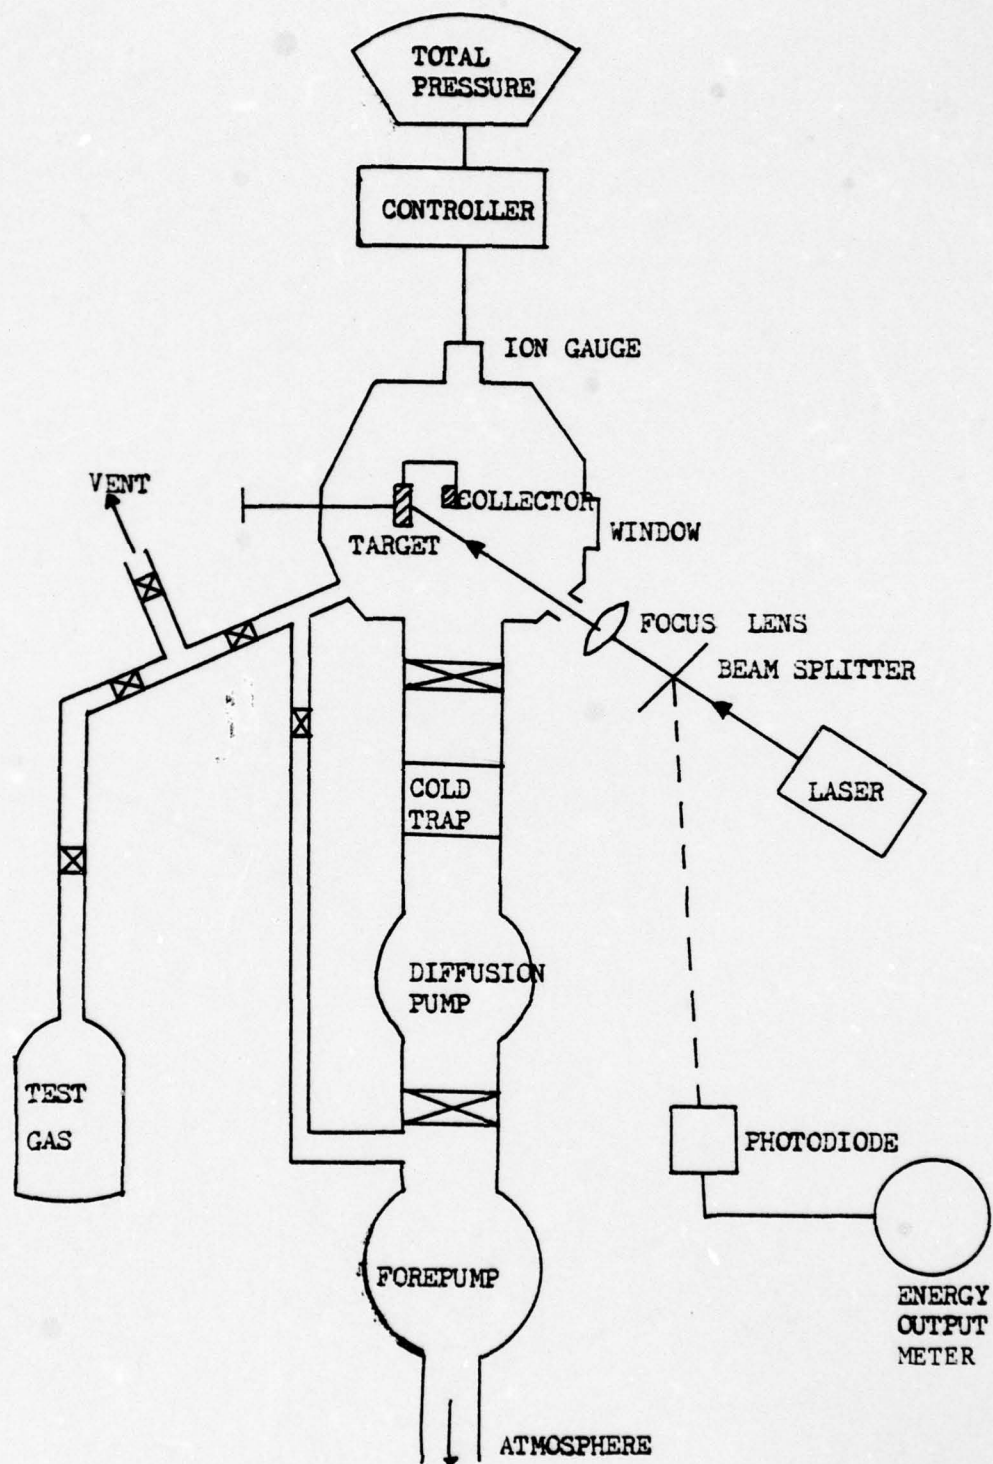 TOTAL
PRESSURE
CONTROLLER
ION GAUGE
VENT
COLLECTOR
WINDOW
TARGET
FOCUS LENS
BEAM SPLITTER
COLD
TRAP
LASER
DIFFUSION
PUMP
TEST
GAS
PHOTODIODE
FOREPUMP
ENERGY
OUTPUT
METER
ATMOSPHERE